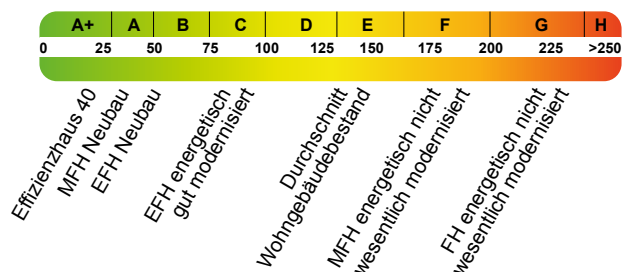 A+ A B C D E F G H
0 25 50 75 100 125 150 175 200 225 >250
Effizienzhaus 40
MFH Neubau
EFH Neubau
EFH energetisch
gut modernisiert
Durchschnitt
Wohngebäudebestand
MFH energetisch nicht
wesentlich modernisiert
FH energetisch nicht
wesentlich modernisiert